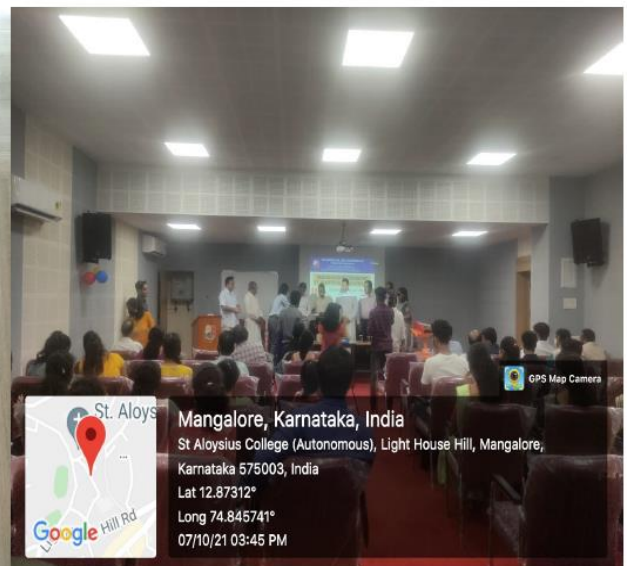 GPS Map Camera
St. Aloys
Hill Rd
Google
Mangalore, Karnataka, India
St Aloysius College (Autonomous), Light House Hill, Mangalore,
Karnataka 575003, India
Lat 12.87312°
Long 74.845741°
07/10/21 03:45 PM